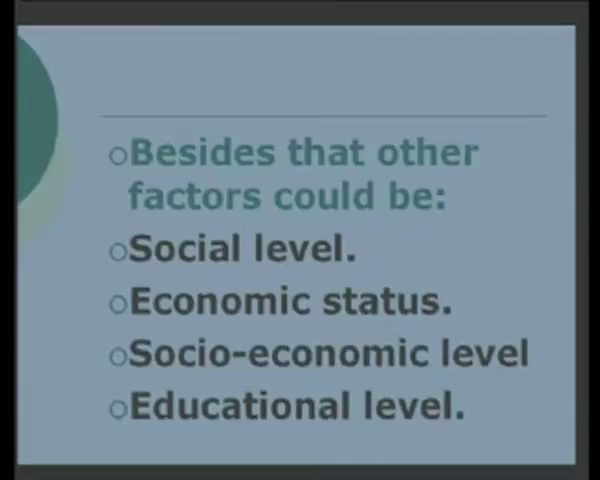 Besides that other
factors could be:
Social level.
Economic status.
Socio-economic level
Educational level.